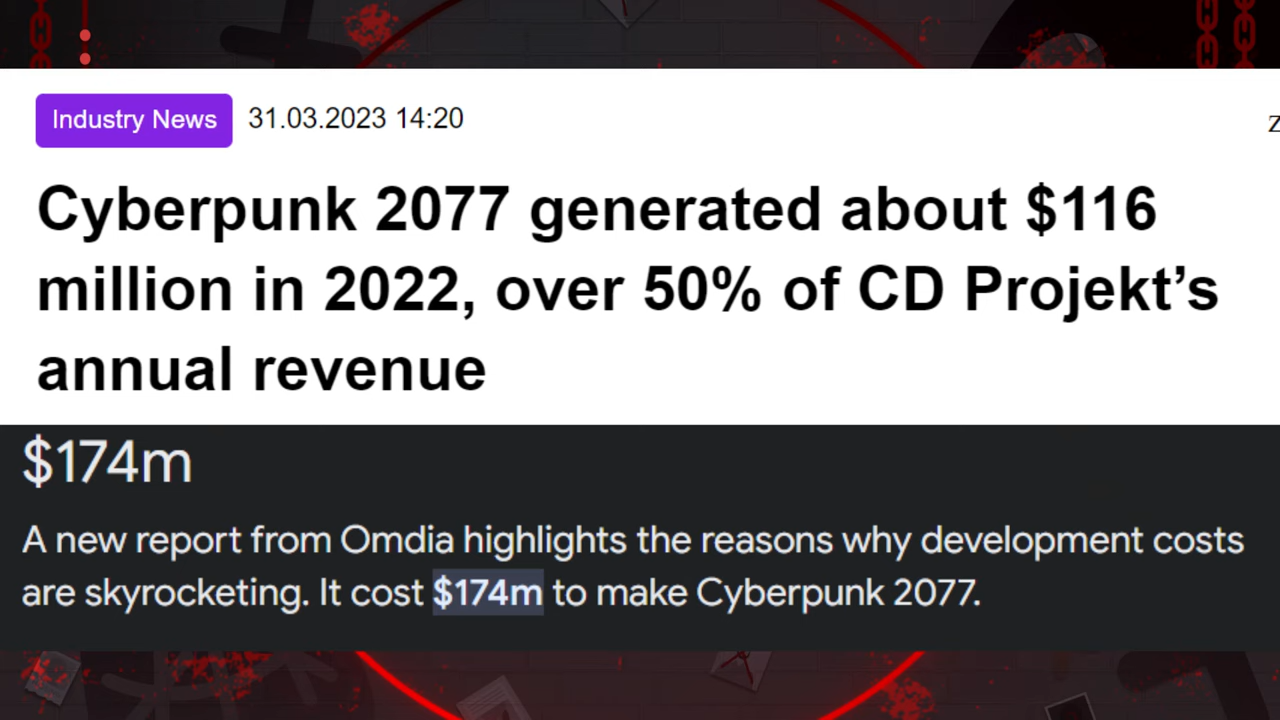 Industry News 31.03.2023 14:20
Z
Cyberpunk 2077 generated about $116
million in 2022, over 50% of CD Projekt’s
annual revenue
$174m
A new report from Omdia highlights the reasons why development costs
are skyrocketing. It cost $174m to make Cyberpunk 2077.